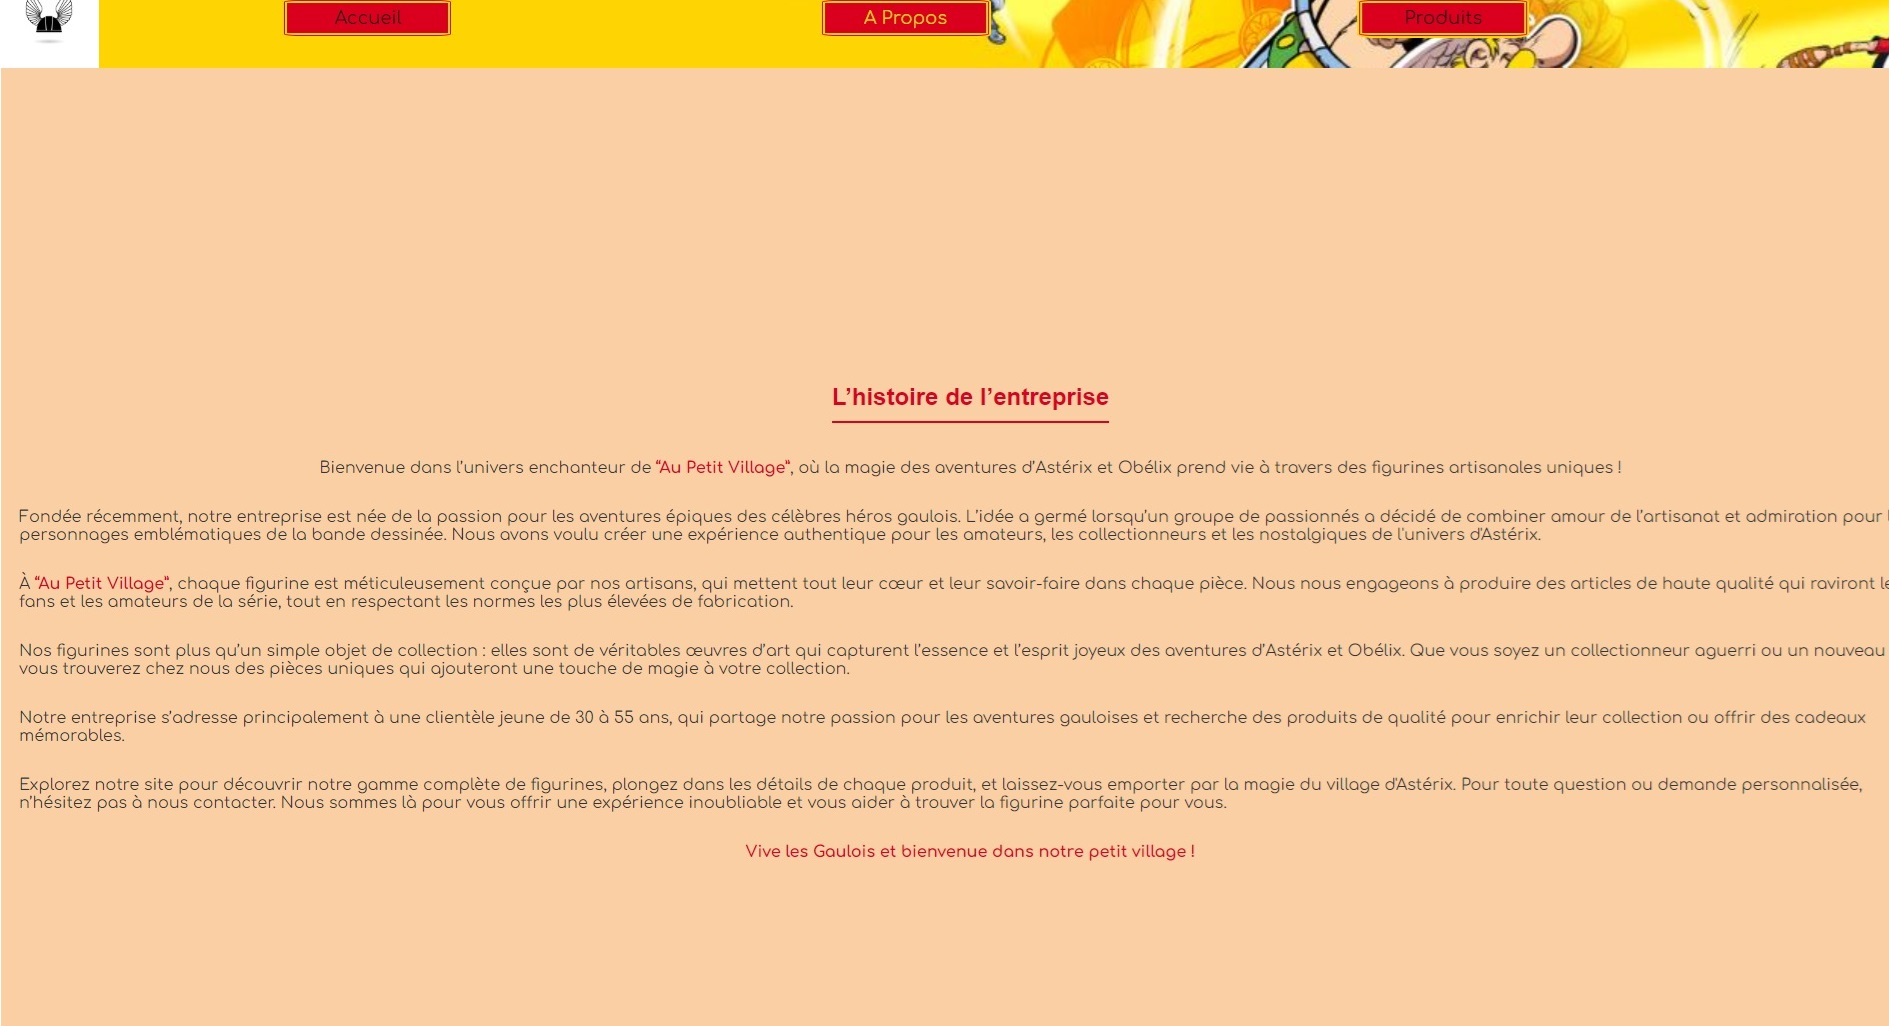 Accueil
A Propos
Produits
L’histoire de l’entreprise
Bienvenue dans l’univers enchanteur de “Au Petit Village”, où la magie des aventures d’Astérix et Obélix prend vie à travers des figurines artisanales uniques !
Fondée récemment, notre entreprise est née de la passion pour les aventures épiques des célèbres héros gaulois. L’idée a germé lorsqu’un groupe de passionnés a décidé de combiner amour de l’artisanat et admiration pour
personnages emblématiques de la bande dessinée. Nous avons voulu créer une expérience authentique pour les amateurs, les collectionneurs et les nostalgiques de l'univers d'Astérix.
À “Au Petit Village”, chaque figurine est méticuleusement conçue par nos artisans, qui mettent tout leur cœur et leur savoir-faire dans chaque pièce. Nous nous engageons à produire des articles de haute qualité qui raviront
fans et les amateurs de la série, tout en respectant les normes les plus élevées de fabrication.
Nos figurines sont plus qu’un simple objet de collection : elles sont de véritables œuvres d’art qui capturent l’essence et l’esprit joyeux des aventures d’Astérix et Obélix. Que vous soyez un collectionneur aguerri ou un nouveau
vous trouverez chez nous des pièces uniques qui ajouteront une touche de magie à votre collection.
Notre entreprise s’adresse principalement à une clientèle jeune de 30 à 55 ans, qui partage notre passion pour les aventures gauloises et recherche des produits de qualité pour enrichir leur collection ou offrir des cadeaux
mémorables.
Explorez notre site pour découvrir notre gamme complète de figurines, plongez dans les détails de chaque produit, et laissez-vous emporter par la magie du village d'Astérix. Pour toute question ou demande personnalisée,
n’hésitez pas à nous contacter. Nous sommes là pour vous offrir une expérience inoubliable et vous aider à trouver la figurine parfaite pour vous.
Vive les Gaulois et bienvenue dans notre petit village !